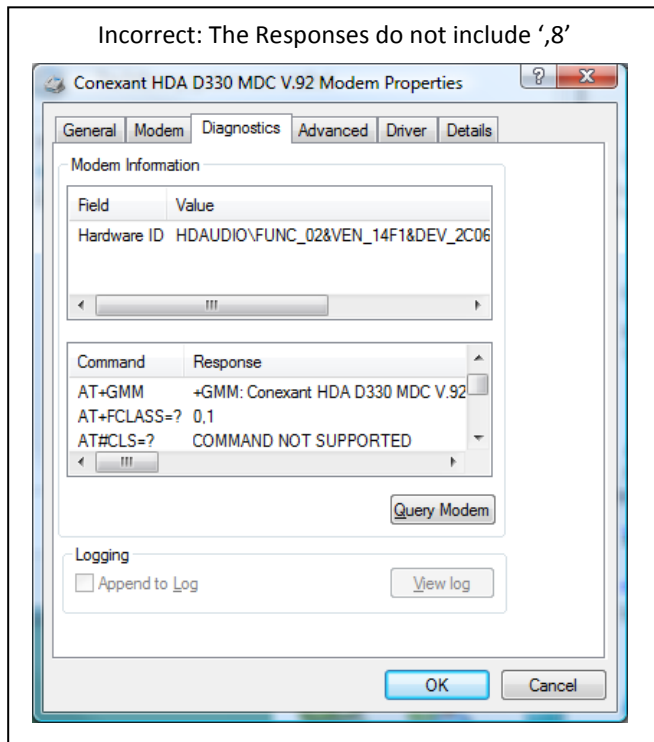 Incorrect: The Responses do not include ‘,8’
Conexant HDA D330 MDC V.92 Modem Properties
General Modem Diagnostics Advanced Driver Details
Modem Information
Field Value
Hardware ID HDAUDIO\FUNC_02&VEN_14F1&DEV_2C06
Command Response
AT+GMM +GMM: Conexant HDA D330 MDC V.92
AT+FCLASS=? 0,1
AT#CLS=? COMMAND NOT SUPPORTED
Query Modem
Logging
Append to Log View log
OK Cancel